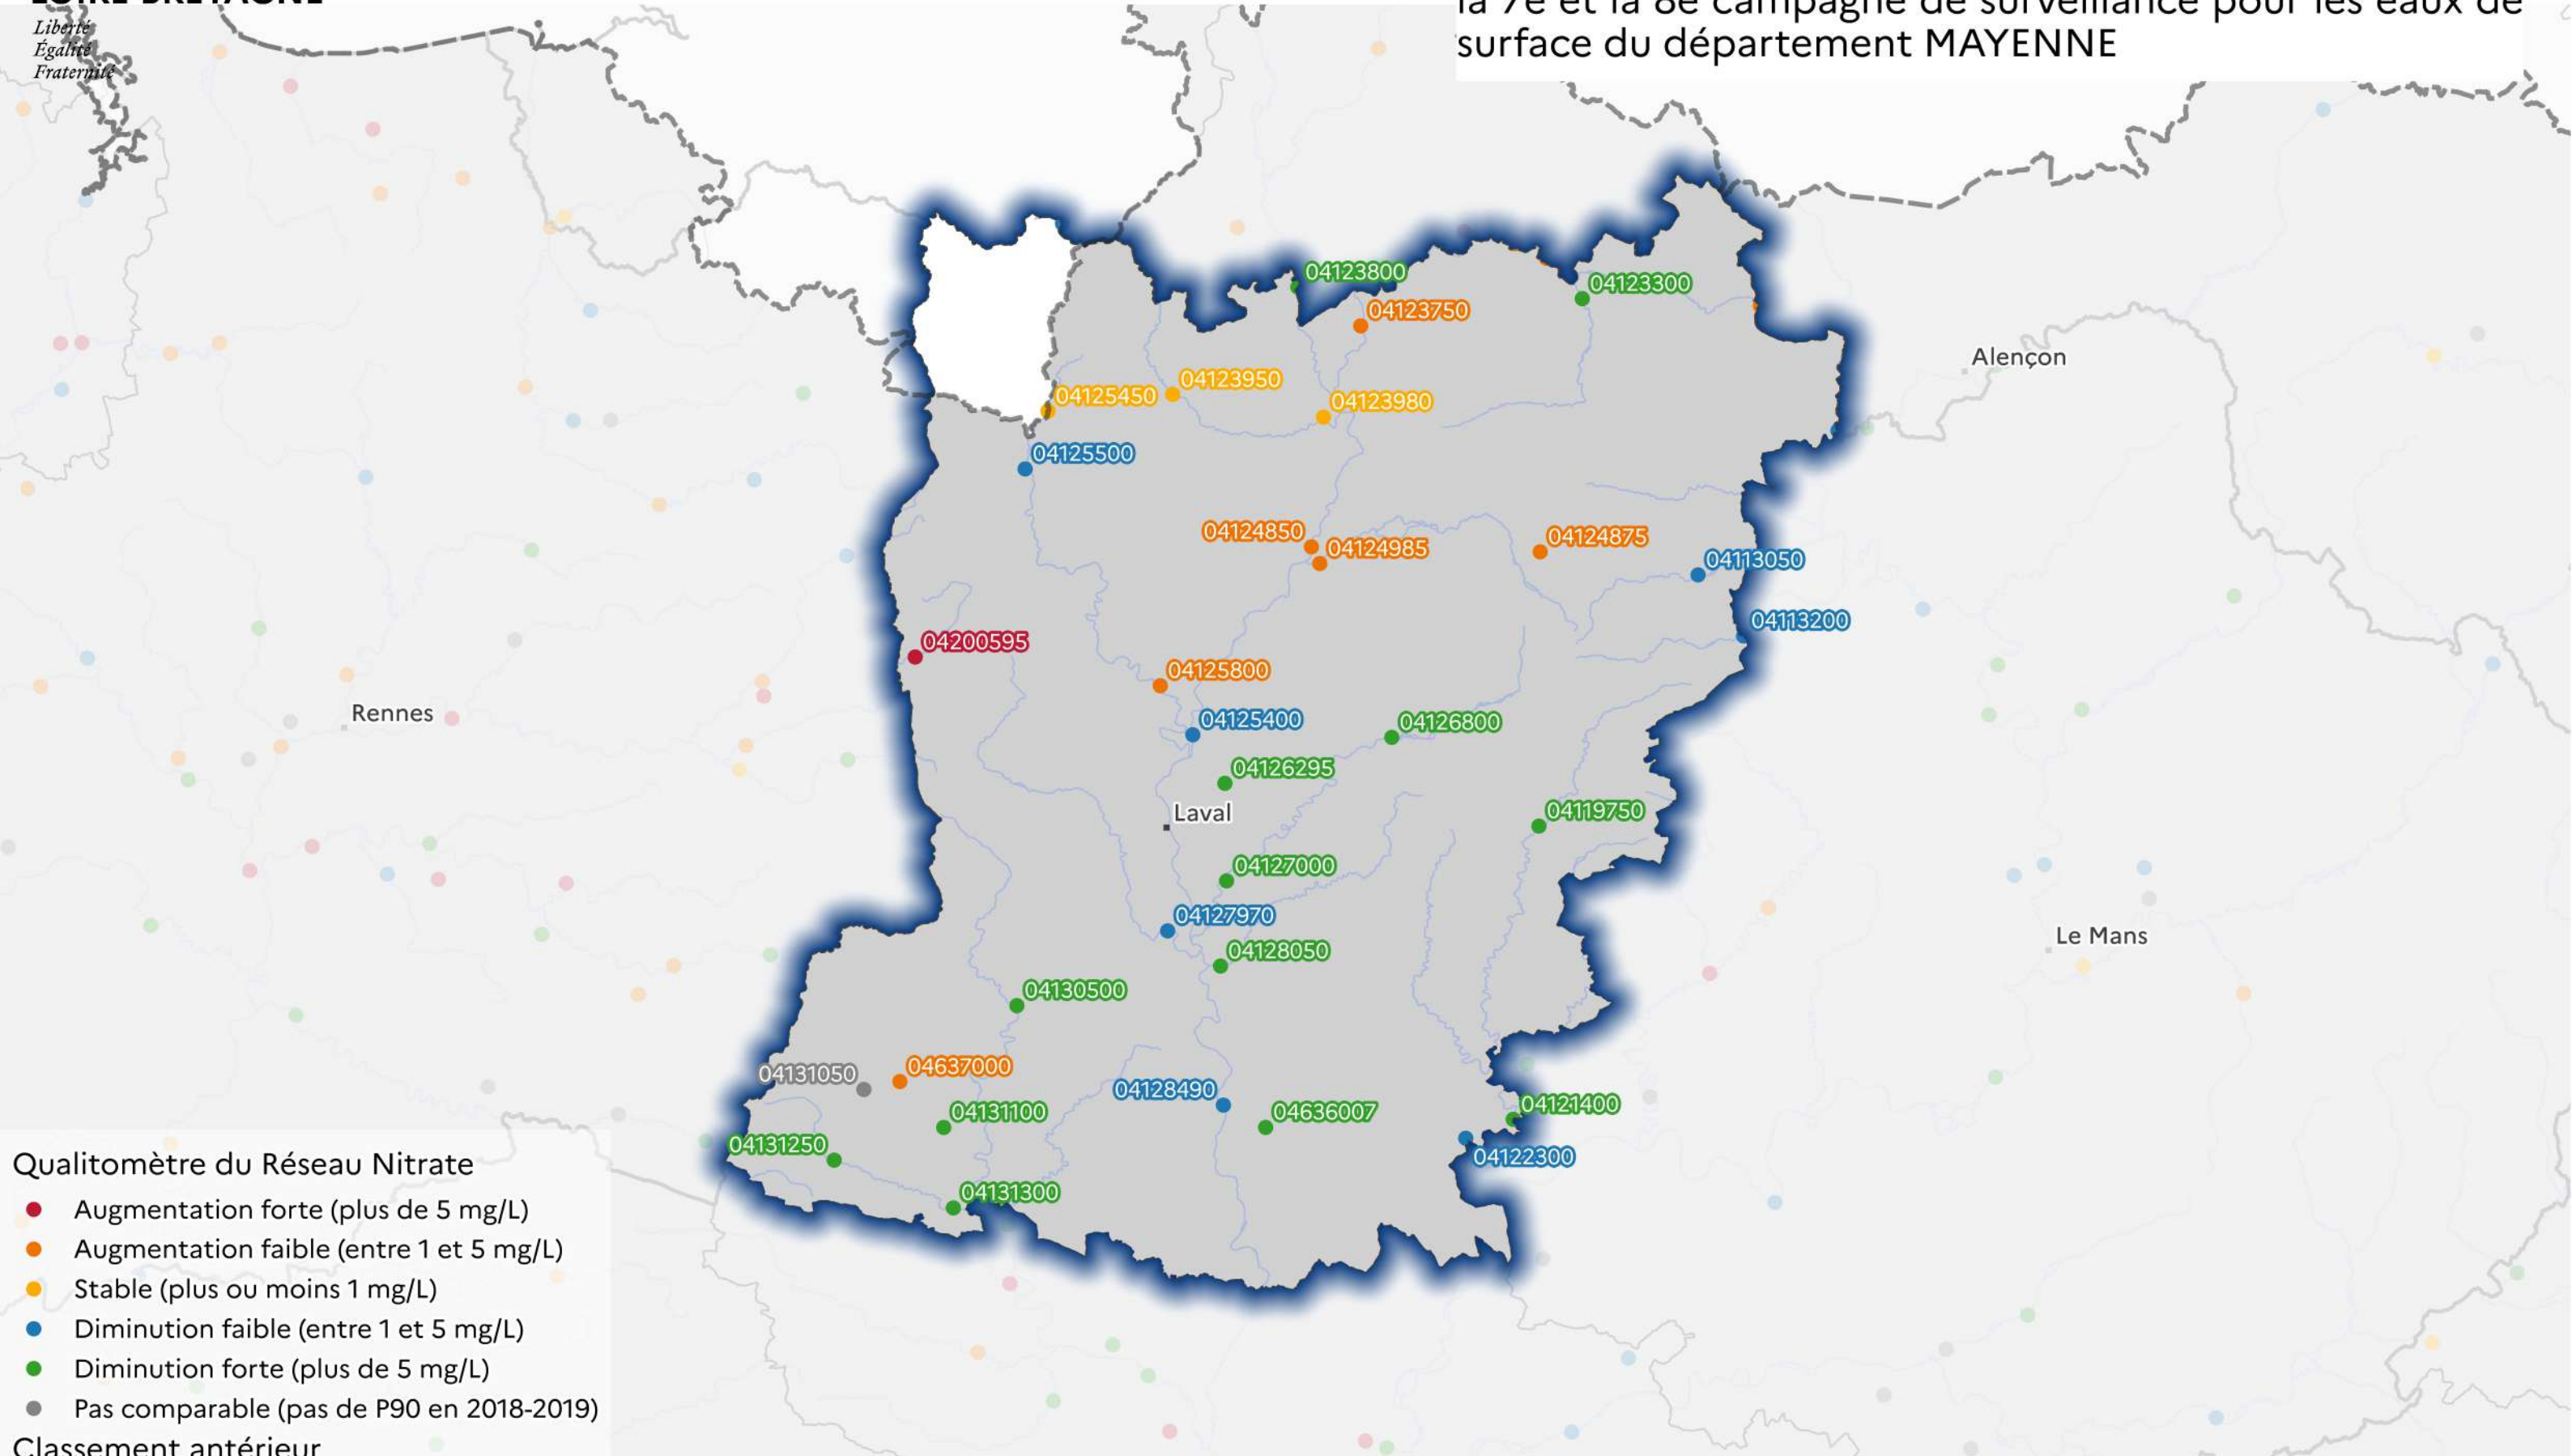 LOIRE-BRETAGNE
Liberté
Égalité
Fraternité
la 7e et la 8e campagne de surveillance pour les eaux de
surface du département MAYENNE
04123800
04123300
04123750
Alençon
04123950
04125450
04123980
04125500
04124850
04124985
04124875
04113050
04113200
04200595
04125800
Rennes
04125400
04126800
04126295
Laval
04119750
04127000
04127970
Le Mans
04128050
04130500
04637000
04131050
04128490
04131100
04636007
04121400
04131250
04122300
04131300
Qualitomètre du Réseau Nitrate
Augmentation forte (plus de 5 mg/L)
Augmentation faible (entre 1 et 5 mg/L)
Stable (plus ou moins 1 mg/L)
Diminution faible (entre 1 et 5 mg/L)
Diminution forte (plus de 5 mg/L)
Pas comparable (pas de P90 en 2018-2019)
Classement antérieur